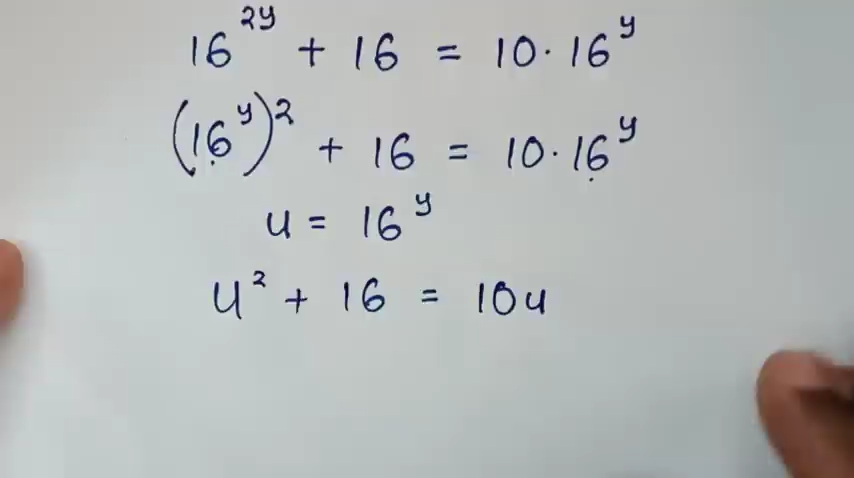 16^{2y} + 16 = 10 · 16^{y}
(16^{y})^{2} + 16 = 10 · 16^{y}
u = 16^{y}
u^{2} + 16 = 10u